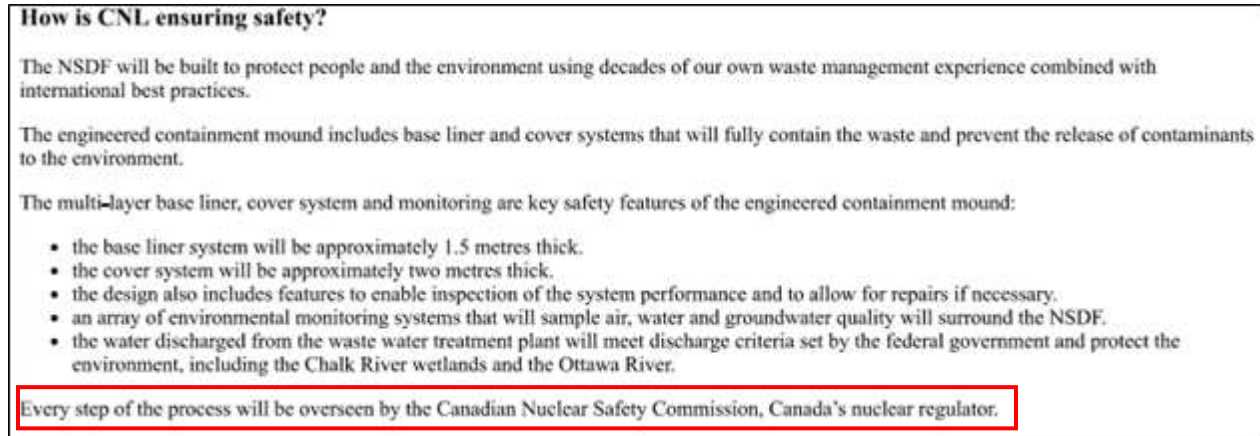 How is CNL ensuring safety?
The NSDF will be built to protect people and the environment using decades of our own waste management experience combined with
international best practices.
The engineered containment mound includes base liner and cover systems that will fully contain the waste and prevent the release of contaminants
to the environment.
The multi-layer base liner, cover system and monitoring are key safety features of the engineered containment mound:
• the base liner system will be approximately 1.5 metres thick.
• the cover system will be approximately two metres thick.
• the design also includes features to enable inspection of the system performance and to allow for repairs if necessary.
• an array of environmental monitoring systems that will sample air, water and groundwater quality will surround the NSDF.
• the water discharged from the waste water treatment plant will meet discharge criteria set by the federal government and protect the
environment, including the Chalk River wetlands and the Ottawa River.
Every step of the process will be overseen by the Canadian Nuclear Safety Commission, Canada's nuclear regulator.